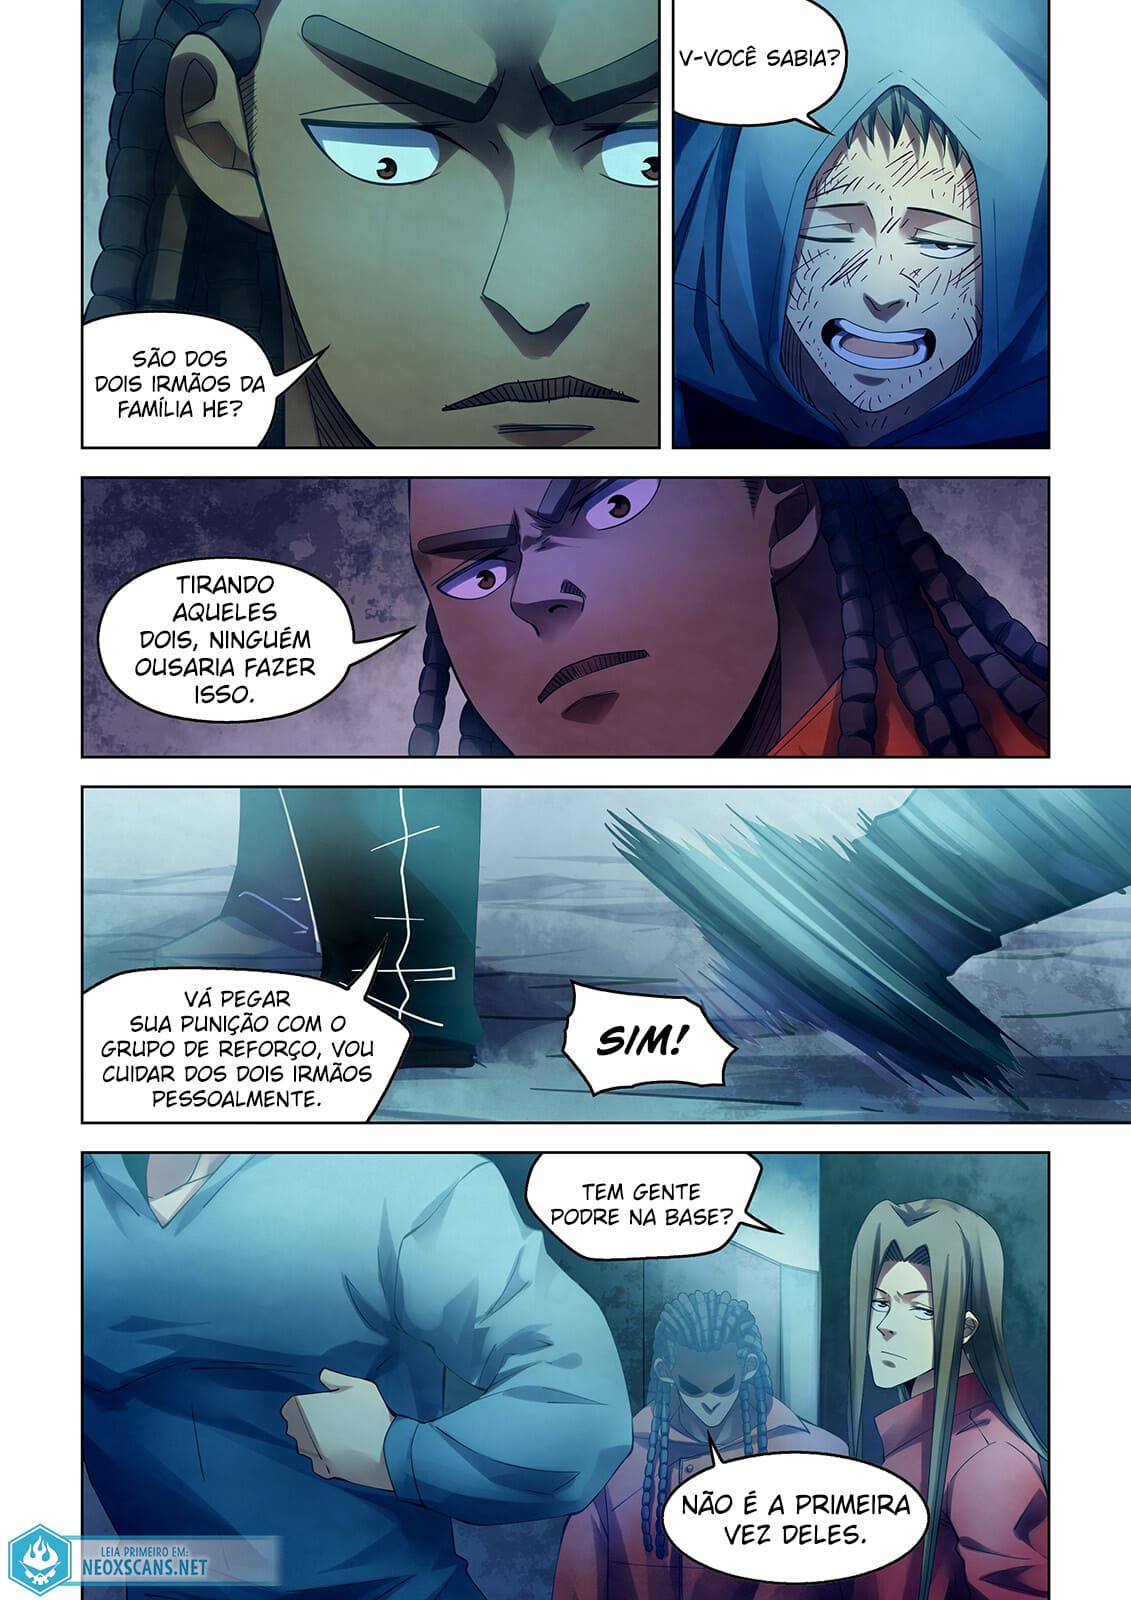 SÃO DOS
DOIS IRMÃOS DA
FAMÍLIA HE?
V-VOCÊ SABIA?
TIRANDO
AQUELES
DOIS, NINGUÉM
OUSARIA FAZER
ISSO.
VÁ PEGAR
SUA PUNIÇÃO COM O
GRUPO DE REFORÇO, VOU
CUIDAR DOS DOIS IRMÃOS
PESSOALMENTE.
SIM!
TEM GENTE
PODRE NA BASE?
NÃO É A PRIMEIRA
VEZ DELES.
LEIA PRIMEIRO EM:
NEOXSCANS.NET